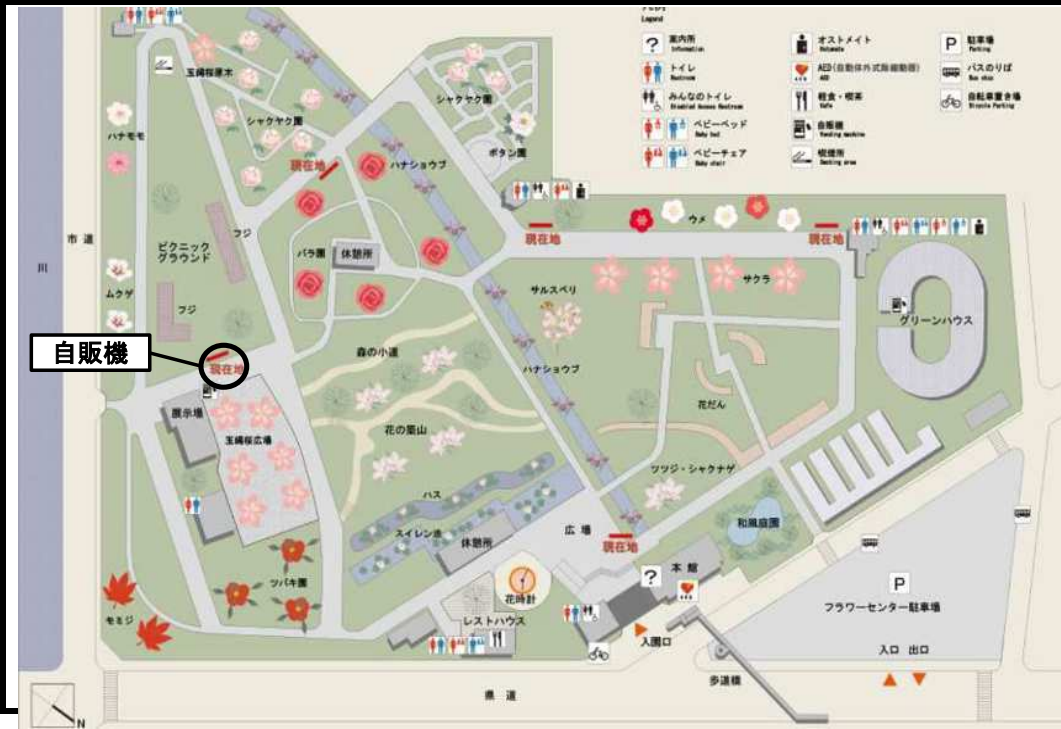 Legend
案内所
Information
トイレ
Restroom
みんなのトイレ
Disabled Access Restroom
ベビーベッド
Baby bed
ベビーチェア
Baby chair
オストメイト
AED(自動体外式除細動器)
AED
軽食・喫茶
Cafe
自販機
Vending machine
喫煙所
Smoking area
P
駐車場
Parking
バスのりば
Bus stop
自転車置き場
Bicycle Parking
玉縄桜原木
シャクヤク園
シャクヤク園
ハナモモ
現在地
ハナショウブ
ボタン園
市道
川
ピクニック
グラウンド
フジ
バラ園
休憩所
現在地
ウメ
現在地
ムクゲ
フジ
サルスベリ
サクラ
グリーンハウス
自販機
現在地
森の小道
ハナショウブ
花だん
展示場
玉縄桜広場
花の築山
ツツジ・シャクナゲ
ハス
スイレン池
休憩所
広場
現在地
和風庭園
ツバキ園
花時計
?
本館
P
フラワーセンター駐車場
モミジ
レストハウス
入園口
入口 出口
歩道橋
県道
N